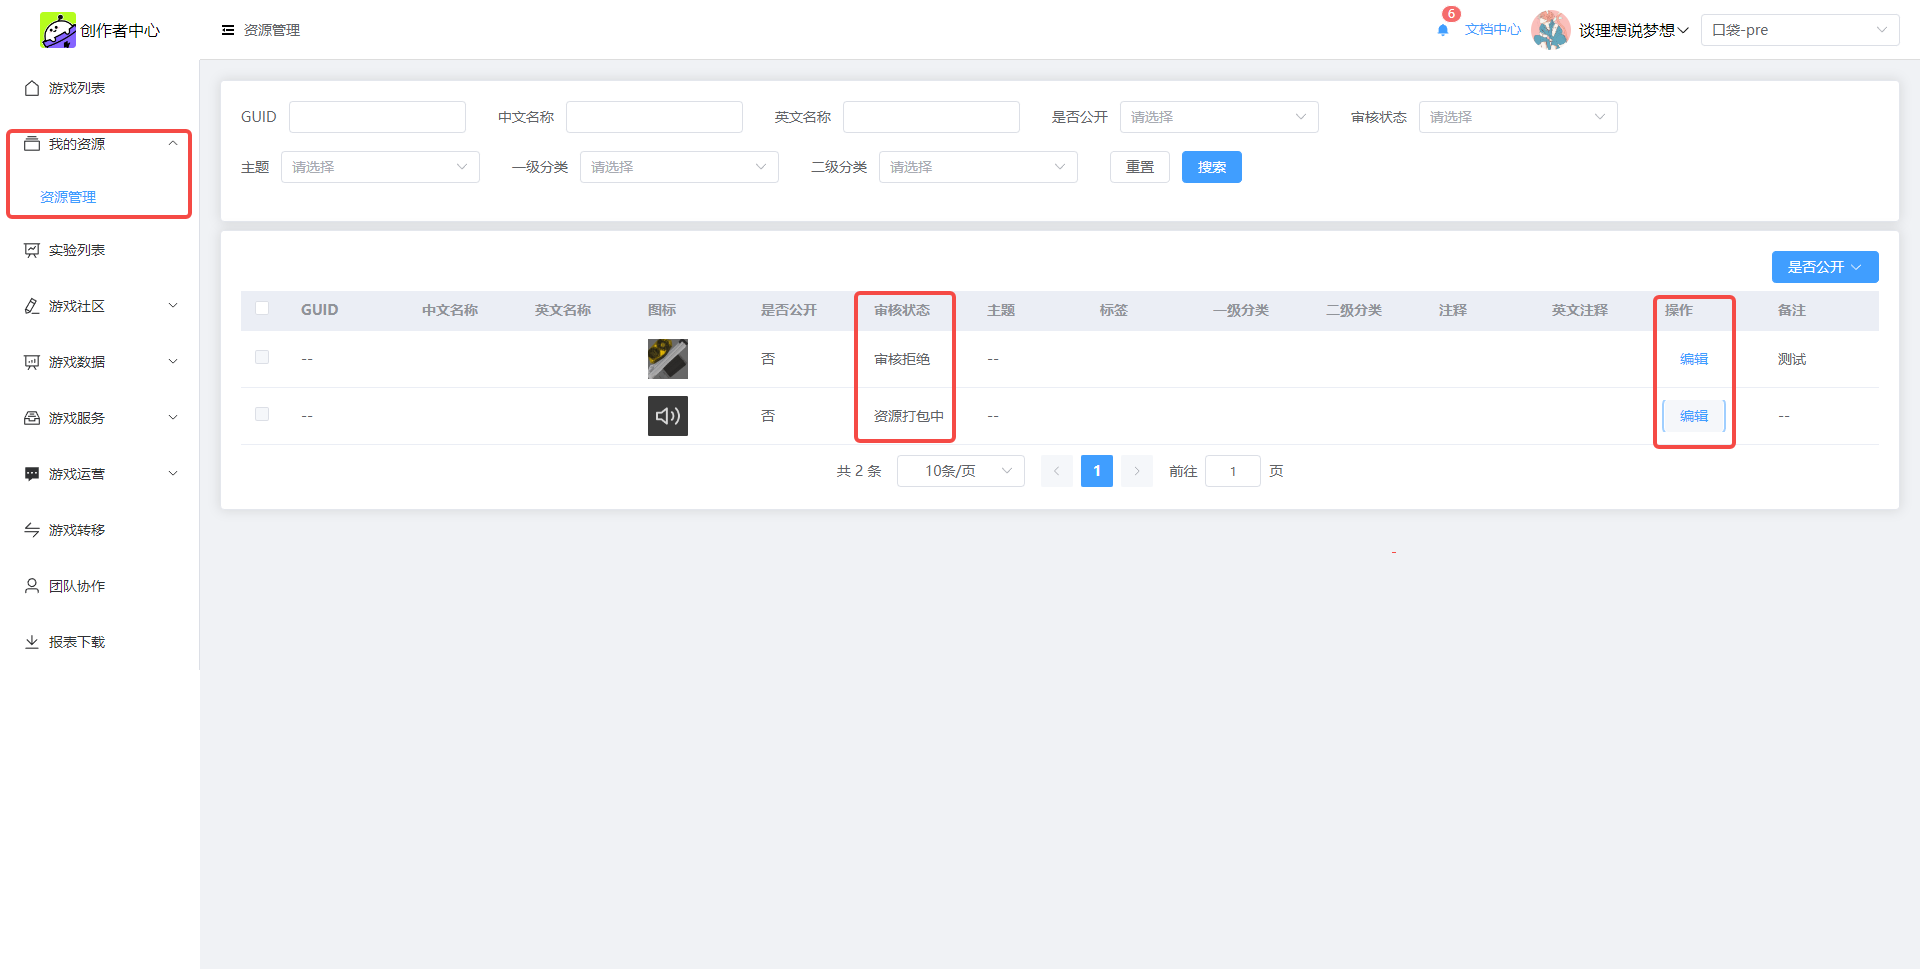 创作者中心
资源管理
6
文档中心
谈理想说梦想
口袋-pre
游戏列表
我的资源
资源管理
实验列表
游戏社区
游戏数据
游戏服务
游戏运营
游戏转移
团队协作
报表下载
GUID 中文名称 英文名称 是否公开 请选择 审核状态 请选择
主题 请选择 一级分类 请选择 二级分类 请选择 重置 搜索
是否公开
GUID 中文名称 英文名称 图标 是否公开 审核状态 主题 标签 一级分类 二级分类 注释 英文注释 操作 备注
-- 否 审核拒绝 -- 编辑 测试
-- 否 资源打包中 -- 编辑 --
共 2 条 10条/页 1 前往 1 页